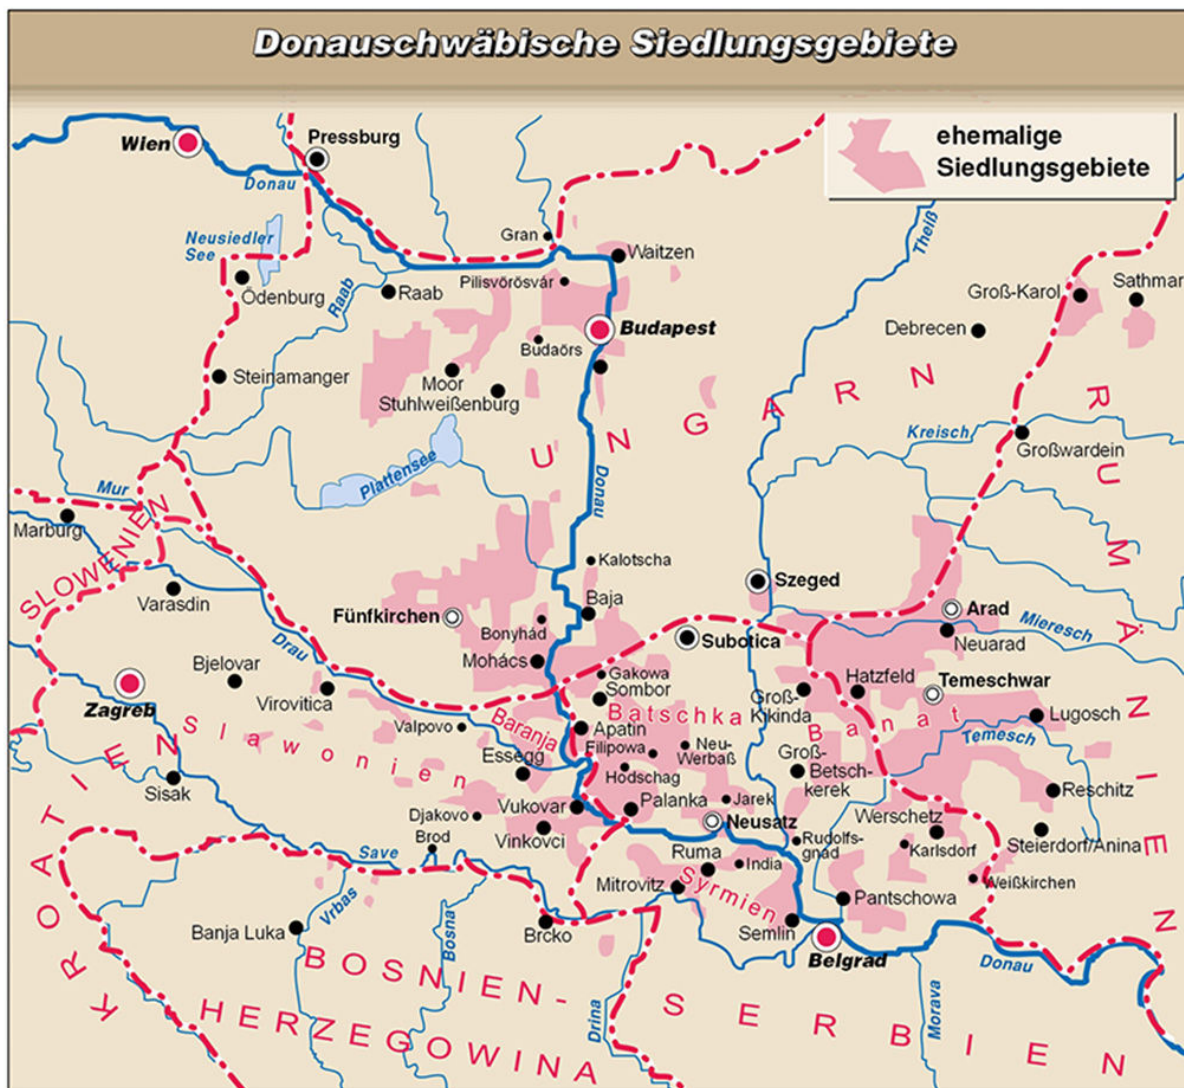 Donauschwäbische Siedlungsgebiete
ehemalige
Siedlungsgebiete
Wien
Pressburg
Donau
Neusiedler
See
Ödenburg
Raab
Raab
Gran
Waitzen
Pilisvörösvár
Budapest
Budaörs
Theiß
Groß-Karol
Sathmar
Debrecen
Steinamanger
Moor
Stuhlweißenburg
UNGARN
RUMÄNIEN
Kreisch
Großwardein
Plattensee
Donau
Mur
Marburg
SLOWENIEN
Varasdin
Kalotscha
Szeged
Baja
Fünfkirchen
Bonyhád
Arad
Mieresch
Neuarad
Drau
Subotica
Mohács
Bjelovar
Virovitica
Zagreb
Gakowa
Sombor
Groß-
Kikinda
Hatzfeld
Temeschwar
Slawonien
Valpovo
Baranja
Batschka
Banat
Lugosch
Temesch
Apatin
Filipowa
Neu-
Werbaß
Essegg
Hodschag
Groß-
Betsch-
kerek
Sisak
Reschitz
Vukovar
Palanka
Jarek
Djakovo
Neusatz
Werschetz
Vinkovci
Brod
Rudolfs-
gnad
Karlsdorf
Steierdorf/Anina
Save
Ruma
India
Mitrovitz
Syrmien
Weißkirchen
Pantschowa
KROATIEN
Vrbas
Banja Luka
Bosna
Brcko
Semlin
Belgrad
Donau
BOSNIEN-
HERZEGOWINA
Drina
SERBIEN
Morava